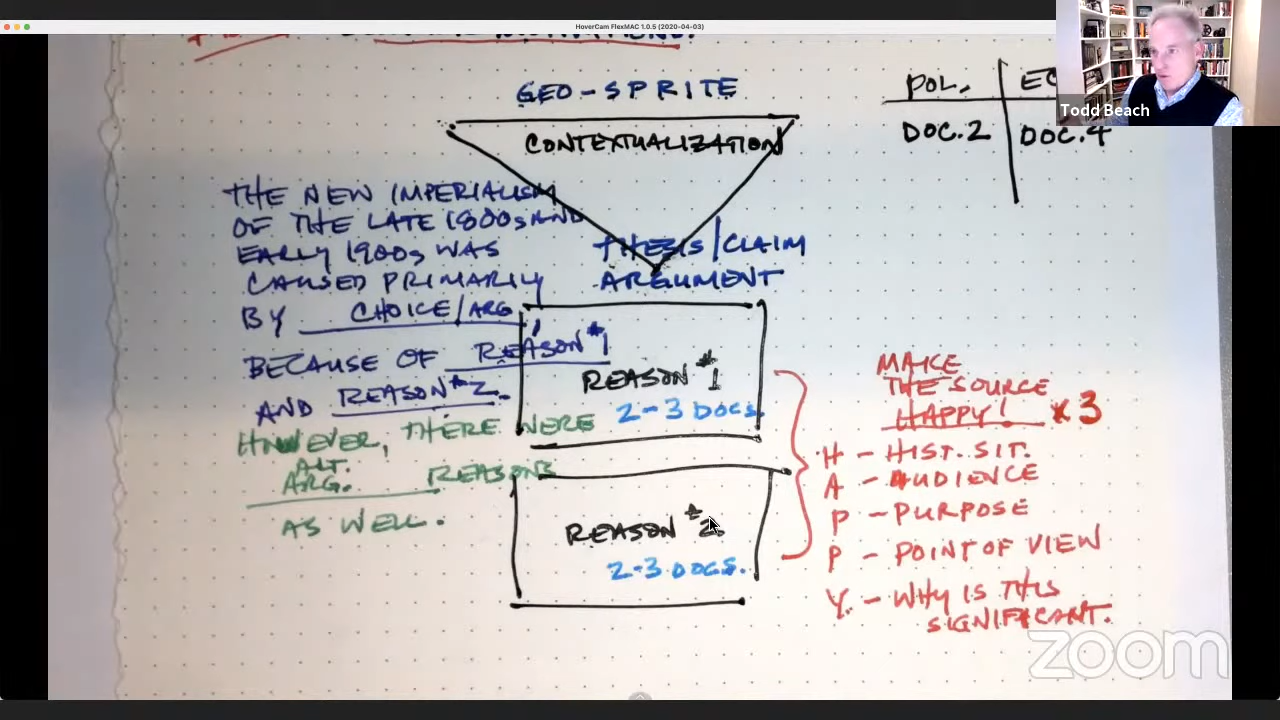 HoverCam FlexMAC 1.0.5 (2020-04-03)
GEO-SPRITE
CONTEXTUALIZATION
POL.
DOC.2
DOC.4
Todd Beach
THE NEW IMPERIALISM
OF THE LATE 1800s AND
EARLY 1900s WAS
CAUSED PRIMARILY
BY CHOICE/ARG,
BECAUSE OF REASON #1
AND REASON #2.
HOWEVER, THERE WERE
ALT.
ARG. REASONS
AS WELL.
THESIS/CLAIM
ARGUMENT
REASON #1
2-3 DOCS.
REASON #2
2-3 DOCS.
MAKE
THE SOURCE
HAPPY! x3
H - HIST. SIT.
A - AUDIENCE
P - PURPOSE
P - POINT OF VIEW
Y. - WHY IS THIS
SIGNIFICANT.
zoom